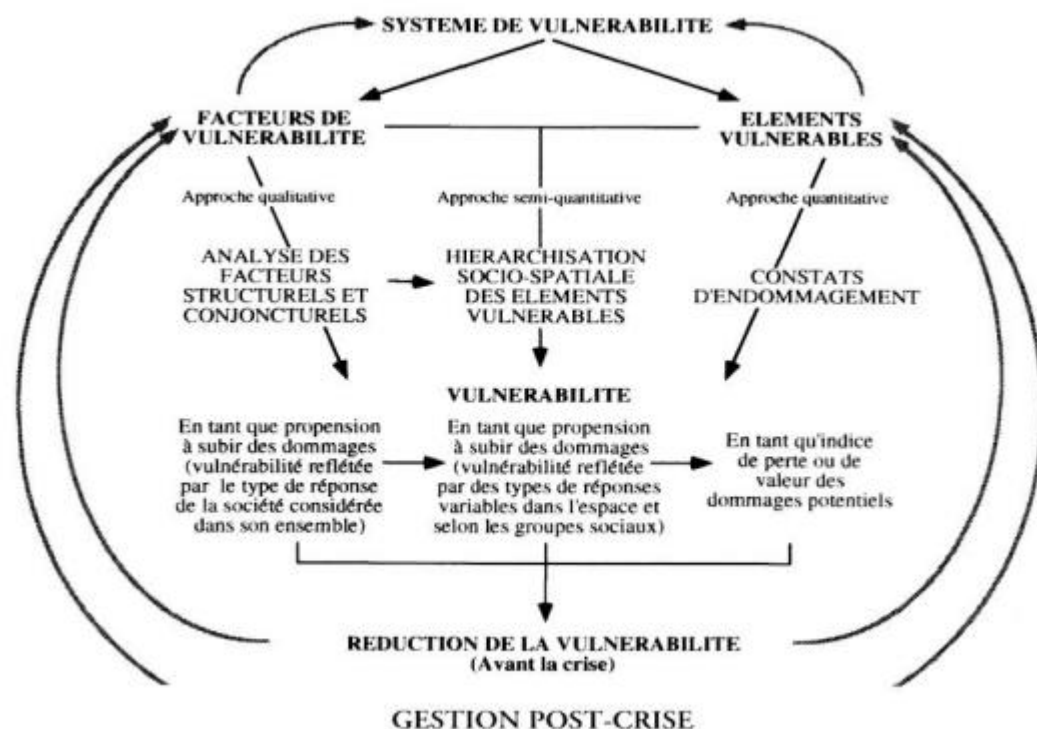 SYSTEME DE VULNERABILITE
FACTEURS DE
VULNERABILITE
ELEMENTS
VULNERABLES
Approche qualitative
Approche semi-quantitative
Approche quantitative
ANALYSE DES
FACTEURS
STRUCTURELS ET
CONJONCTURELS
HIERARCHISATION
SOCIO-SPATIALE
DES ELEMENTS
VULNERABLES
CONSTATS
D'ENDOMMAGEMENT
VULNERABILITE
En tant que propension
à subir des dommages
(vulnérabilité reflétée
par le type de réponse
de la société considérée
dans son ensemble)
En tant que propension
à subir des dommages
(vulnérabilité reflétée
par des types de réponses
variables dans l'espace et
selon les groupes sociaux)
En tant qu'indice
de perte ou de
valeur des
dommages potentiels
REDUCTION DE LA VULNERABILITE
(Avant la crise)
GESTION POST-CRISE